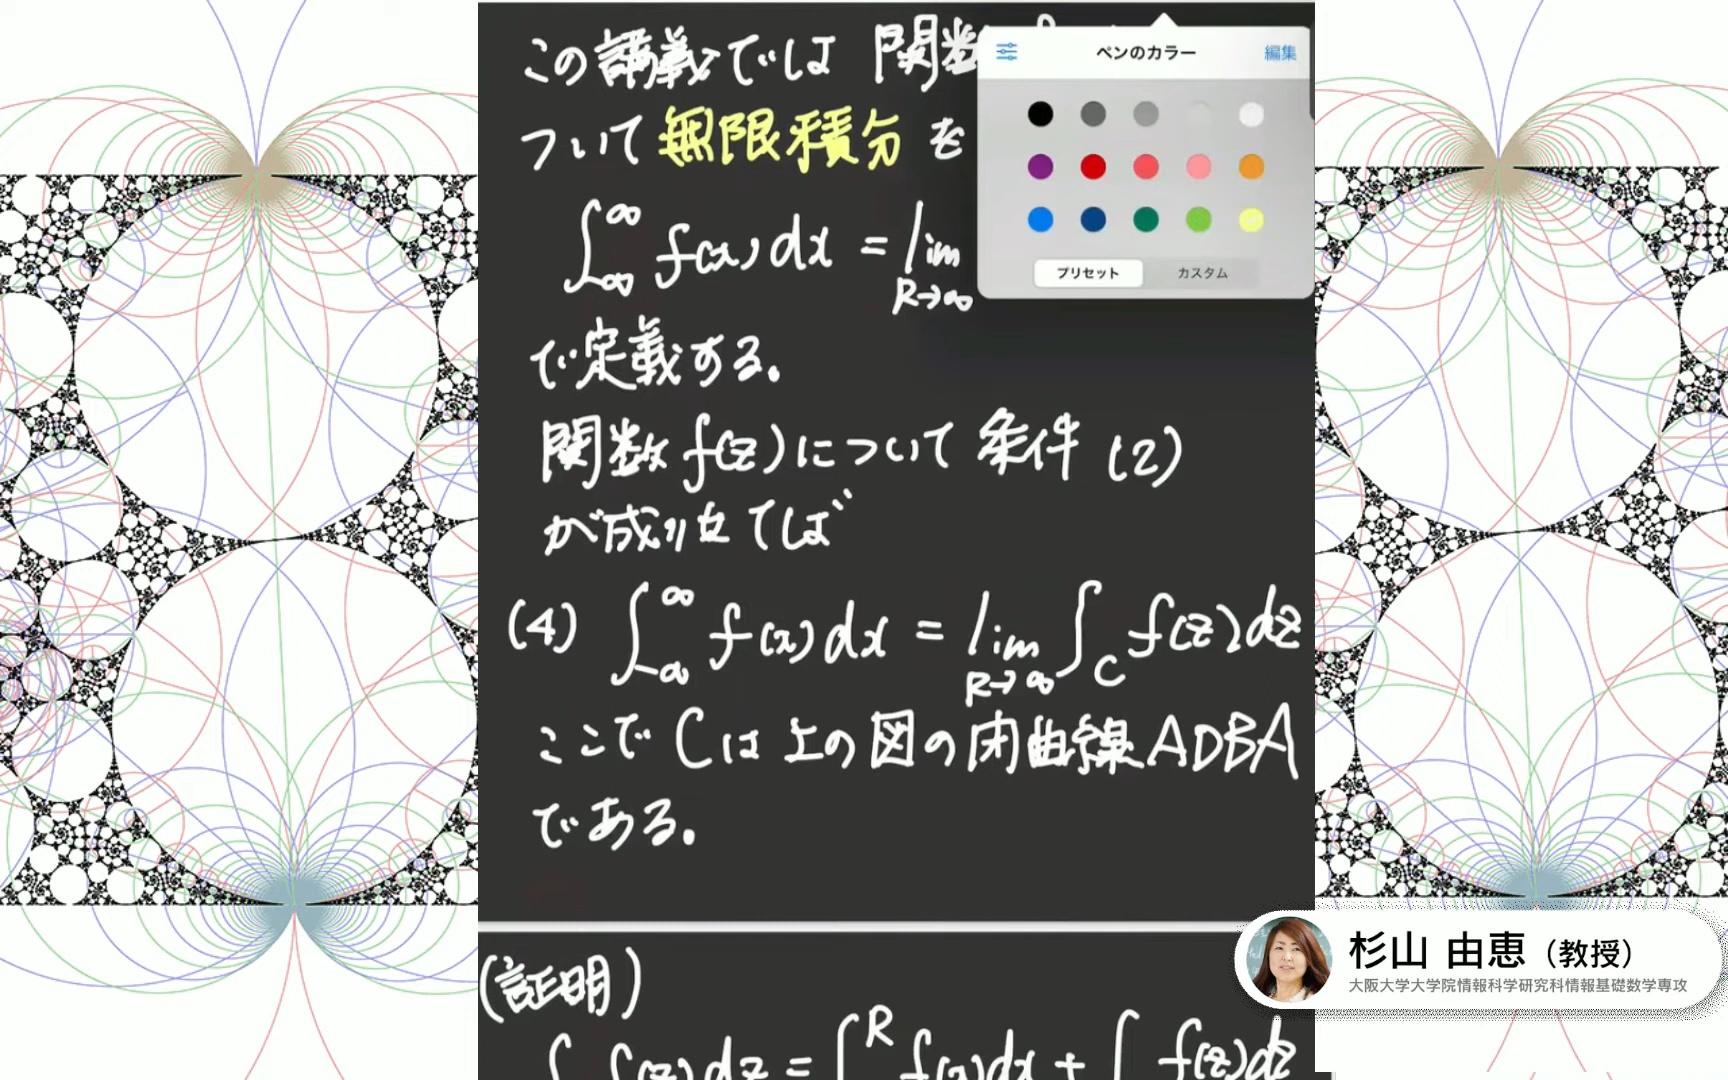 この講義では 関数
ペンのカラー
編集
ついて無限積分を
∫_{-∞}^{∞} f(x)dx = lim_{R→∞}
プリセット
カスタム
で定義する.
関数 f(z)について 条件 (2)
が成り立てば
(4) ∫_{-∞}^{∞} f(x)dx = lim_{R→∞} ∫_C f(z)dz
ここで C は 上の図の閉曲線 ADBA
である.
杉山 由恵（教授）
大阪大学大学院情報科学研究科情報基礎数学専攻
(証明)
∫ f(z)dz = ∫^R f(x)dx + ∫ f(z)dz